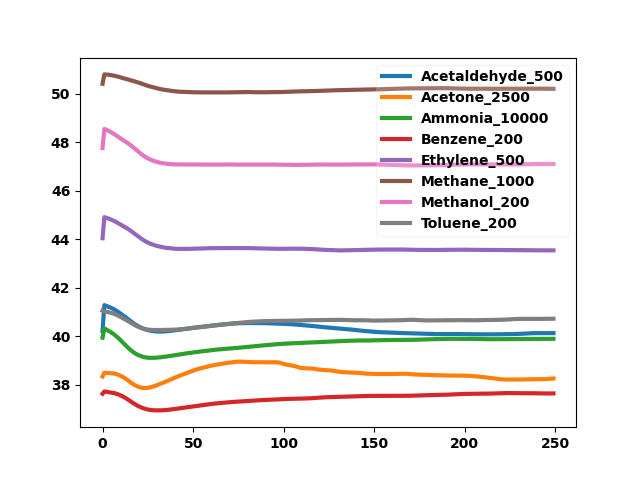 Acetaldehyde_500
Acetone_2500
Ammonia_10000
Benzene_200
Ethylene_500
Methane_1000
Methanol_200
Toluene_200
50
48
46
44
42
40
38
0 50 100 150 200 250